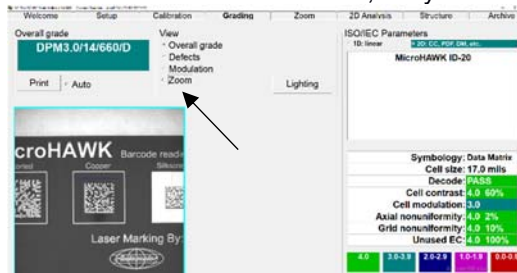 Welcome Setup Calibration Grading Zoom 2D Analysis Structure Archive
Overall grade
DPM3.0/14/660/D
Print Auto
View
Overall grade
Defects
Modulation
Zoom
Lighting
ISO/IEC Parameters
1D: linear 2D: CC, PDF, DM, etc.
MicroHAWK ID-20
croHAWK Barcode
Copper
Laser Marking By:
Symbology: Data Matrix
Cell size: 17.0 mils
Decode: PASS
Cell contrast: 4.0 60%
Cell modulation: 3.0
Axial nonuniformity: 4.0 2%
Grid nonuniformity: 4.0 10%
Unused EC: 4.0 100%
4.0 3.0-3.9 2.0-2.9 1.0-1.9 0.0-0.9